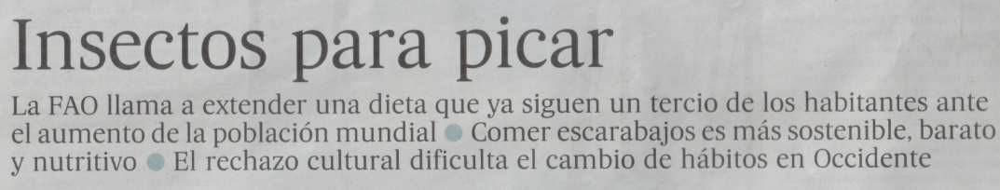 Insectos para picar
La FAO llama a extender una dieta que ya siguen un tercio de los habitantes ante
el aumento de la población mundial ● Comer escarabajos es más sostenible, barato
y nutritivo ● El rechazo cultural dificulta el cambio de hábitos en Occidente